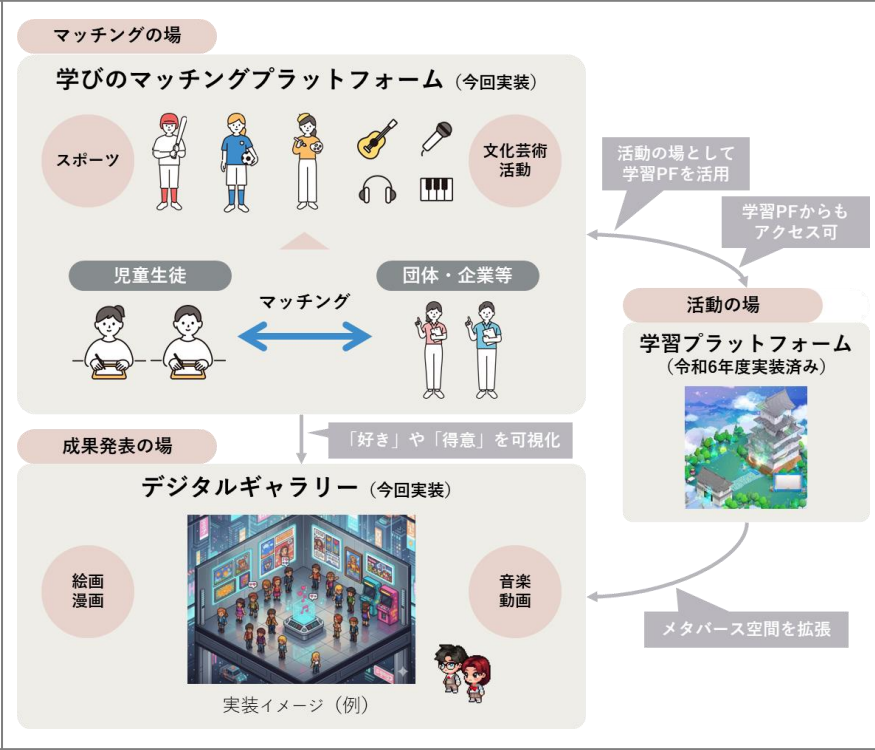 マッチングの場
学びのマッチングプラットフォーム（今回実装）
スポーツ
文化芸術
活動
児童生徒
マッチング
団体・企業等
活動の場として
学習PFを活用
学習PFからも
アクセス可
活動の場
学習プラットフォーム
（令和6年度実装済み）
「好き」や「得意」を可視化
成果発表の場
デジタルギャラリー（今回実装）
絵画
漫画
音楽
動画
実装イメージ（例）
メタバース空間を拡張